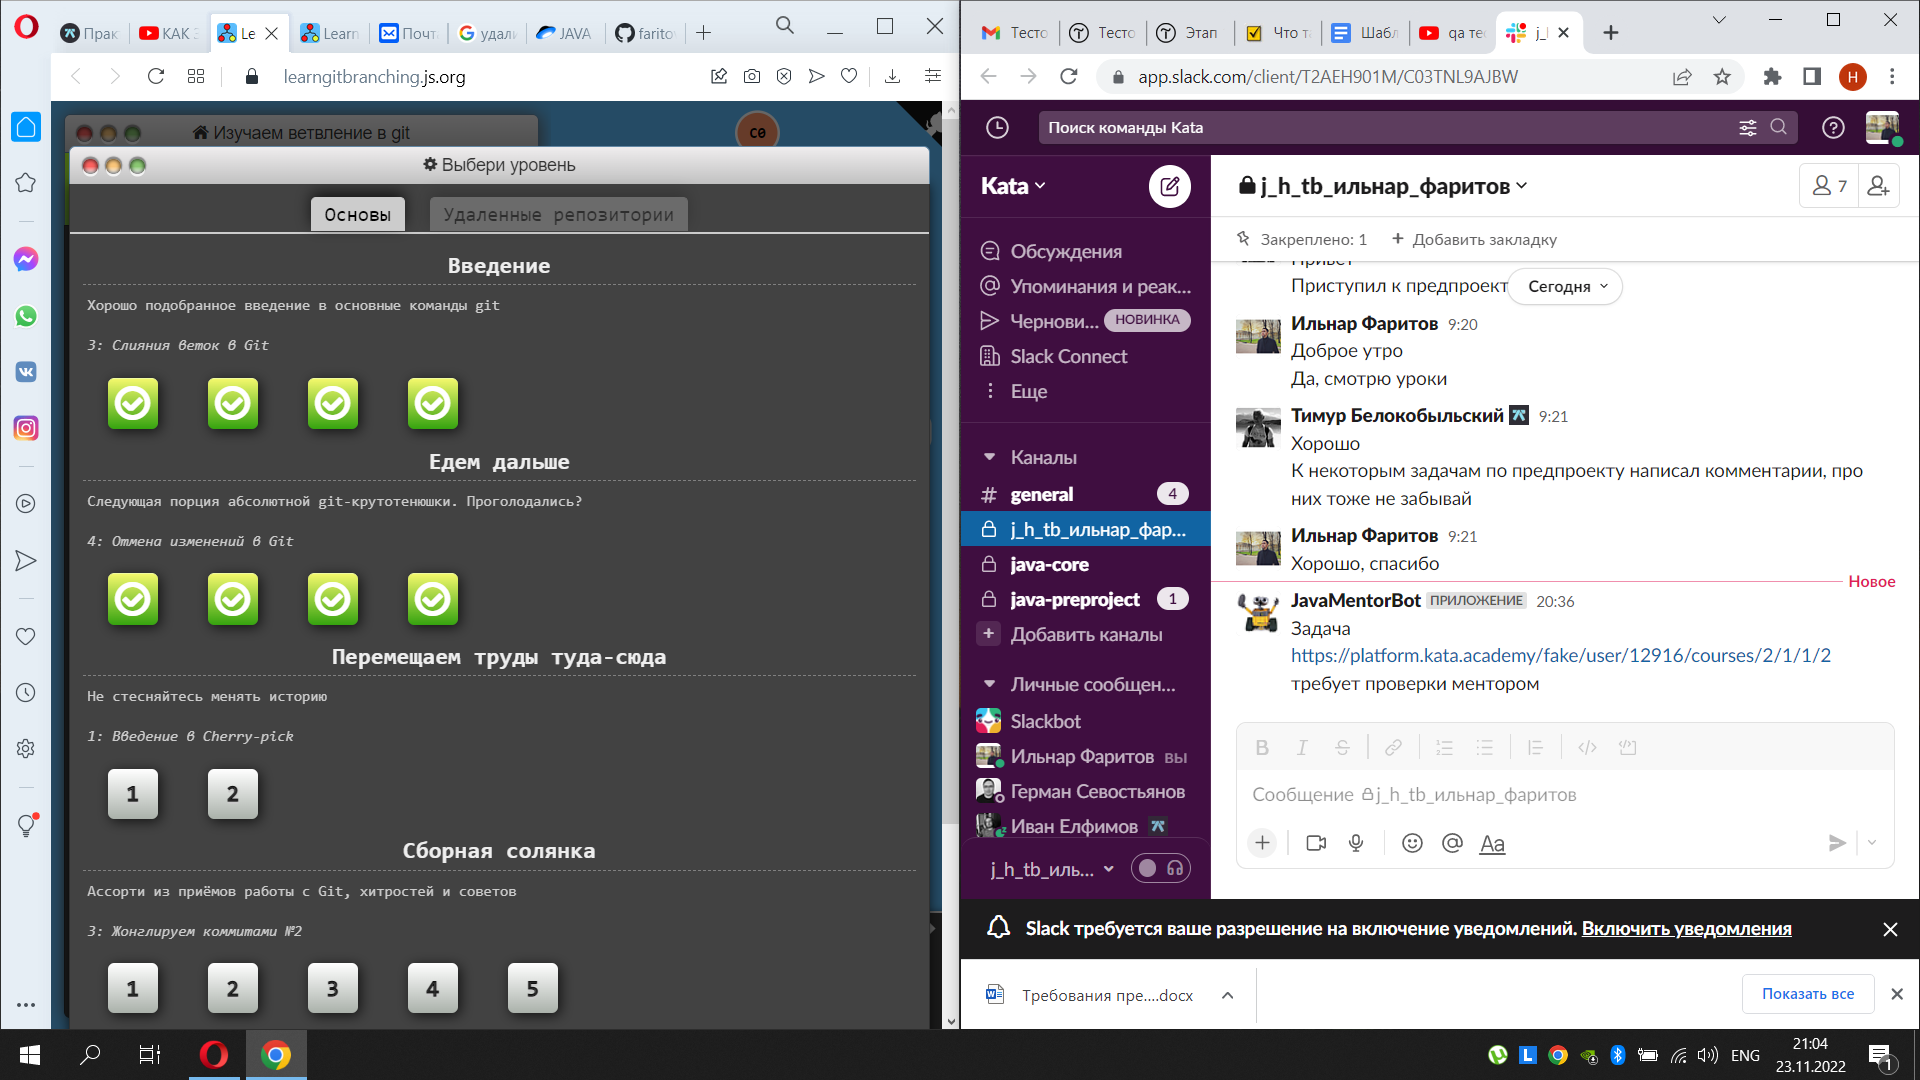 Прак
КАК З
Le
Learn
Почт
удали
JAVA
farito
learngitbranching.js.org
Изучаем ветвление в git
C0
Выбери уровень
Основы
Удаленные репозитории
Введение
Хорошо подобранное введение в основные команды git
3: Слияния веток в Git
Едем дальше
Следующая порция абсолютной git-крутотенюшки. Проголодались?
4: Отмена изменений в Git
Перемещаем труды туда-сюда
Не стесняйтесь менять историю
1: Введение в Cherry-pick
1 2
Сборная солянка
Ассорти из приёмов работы с Git, хитростей и советов
3: Жонглируем коммитами №2
1 2 3 4 5
Тесто
Тесто
Этап
Что т
Шабл
qa tес
j_l
app.slack.com/client/T2AEH901M/C03TNL9AJBW
H
Поиск команды Kata
Kata
Обсуждения
Упоминания и реак...
Чернови... НОВИНКА
Slack Connect
Еще
Каналы
general 4
j_h_tb_ильнар_фар...
java-core
java-preproject 1
Добавить каналы
Личные сообщен...
Slackbot
Ильнар Фаритов вы
Герман Севостьянов
Иван Елфимов
j_h_tb_иль...
j_h_tb_ильнар_фаритов
7
Закреплено: 1
Добавить закладку
Привет
Приступил к предпроект
Сегодня
Ильнар Фаритов 9:20
Доброе утро
Да, смотрю уроки
Тимур Белокобыльский 9:21
Хорошо
К некоторым задачам по предпроекту написал комментарии, про
них тоже не забывай
Ильнар Фаритов 9:21
Хорошо, спасибо
Новое
JavaMentorBot ПРИЛОЖЕНИЕ 20:36
Задача
https://platform.kata.academy/fake/user/12916/courses/2/1/1/2
требует проверки ментором
B I S
Сообщение j_h_tb_ильнар_фаритов
Aa
Slack требуется ваше разрешение на включение уведомлений. Включить уведомления
Требования пре....docx
Показать все
ENG
21:04
23.11.2022
1